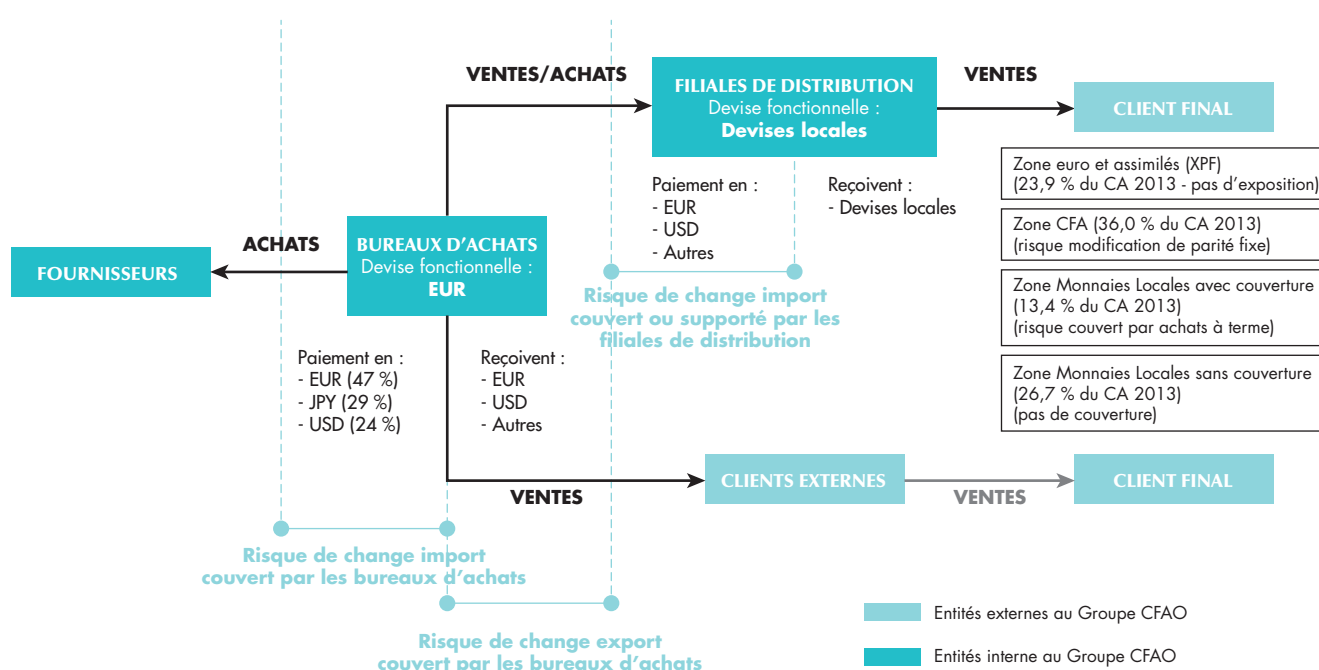 VENTES/ACHATS
FILIALES DE DISTRIBUTION
Devise fonctionnelle :
Devises locales
VENTES
CLIENT FINAL
Zone euro et assimilés (XPF)
(23,9 % du CA 2013 - pas d’exposition)
Zone CFA (36,0 % du CA 2013)
(risque modification de parité fixe)
Zone Monnaies Locales avec couverture
(13,4 % du CA 2013)
(risque couvert par achats à terme)
Zone Monnaies Locales sans couverture
(26,7 % du CA 2013)
(pas de couverture)
Paiement en :
- EUR
- USD
- Autres
Reçoivent :
- Devises locales
Risque de change import
couvert ou supporté par les
filiales de distribution
FOURNISSEURS
ACHATS
BUREAUX D’ACHATS
Devise fonctionnelle :
EUR
Paiement en :
- EUR (47 %)
- JPY (29 %)
- USD (24 %)
Reçoivent :
- EUR
- USD
- Autres
VENTES
CLIENTS EXTERNES
VENTES
CLIENT FINAL
Risque de change import
couvert par les bureaux d’achats
Risque de change export
couvert par les bureaux d’achats
Entités externes au Groupe CFAO
Entités interne au Groupe CFAO